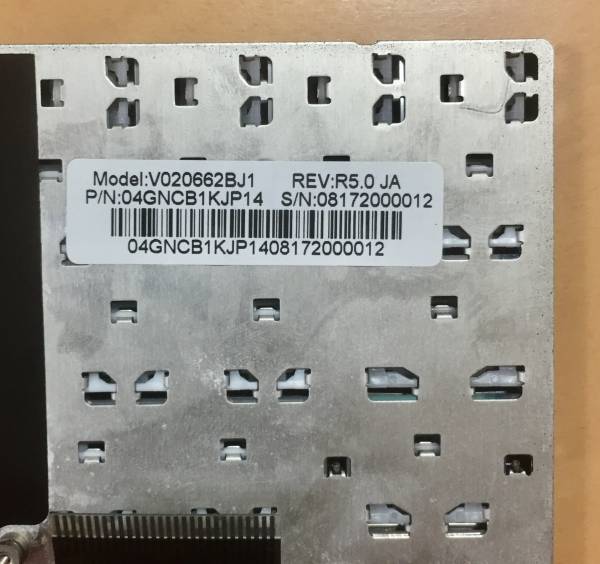 Model:V020662BJ1 REV:R5.0 JA
P/N:04GNCB1KJP14 S/N:08172000012
04GNCB1KJP1408172000012